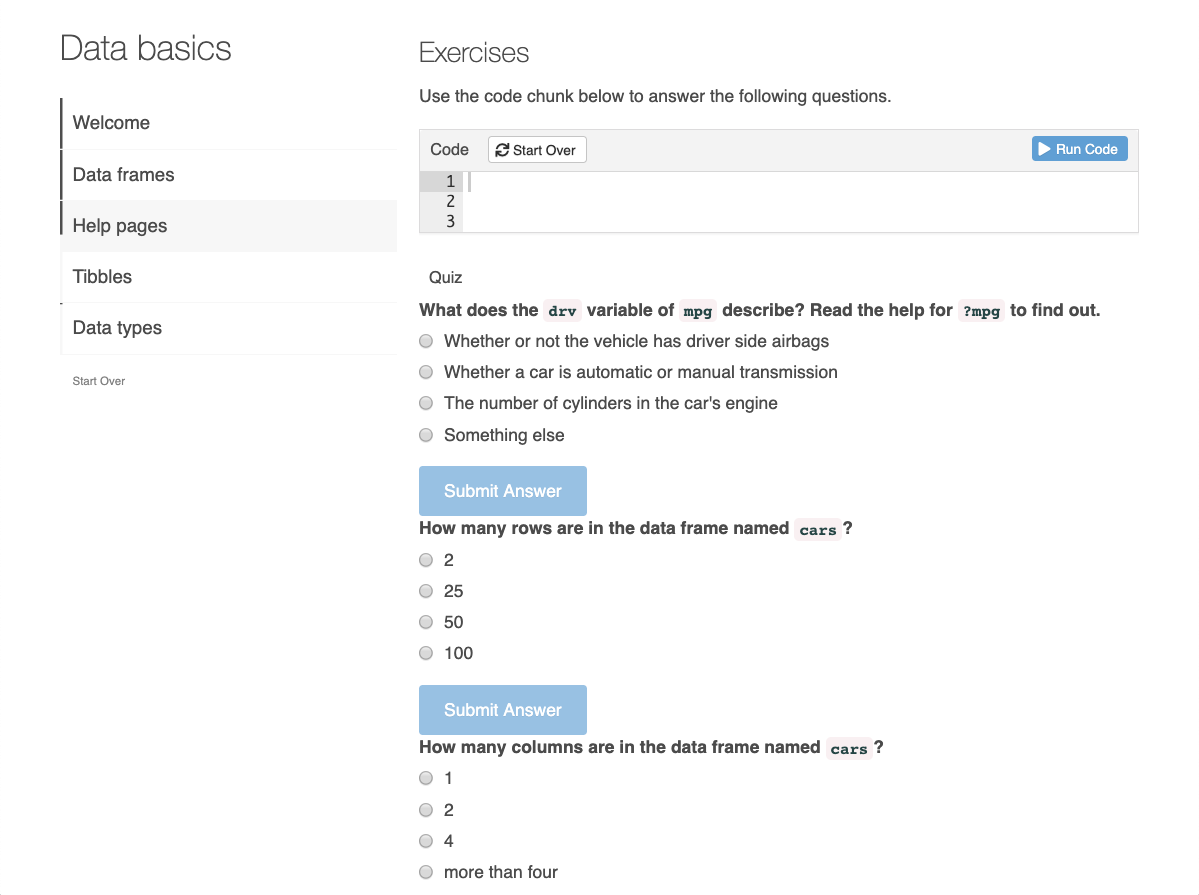 Data basics
Welcome
Data frames
Help pages
Tibbles
Data types
Start Over
Exercises
Use the code chunk below to answer the following questions.
Code Start Over Run Code
1
2
3
Quiz
What does the drv variable of mpg describe? Read the help for ?mpg to find out.
Whether or not the vehicle has driver side airbags
Whether a car is automatic or manual transmission
The number of cylinders in the car's engine
Something else
Submit Answer
How many rows are in the data frame named cars ?
2
25
50
100
Submit Answer
How many columns are in the data frame named cars ?
1
2
4
more than four